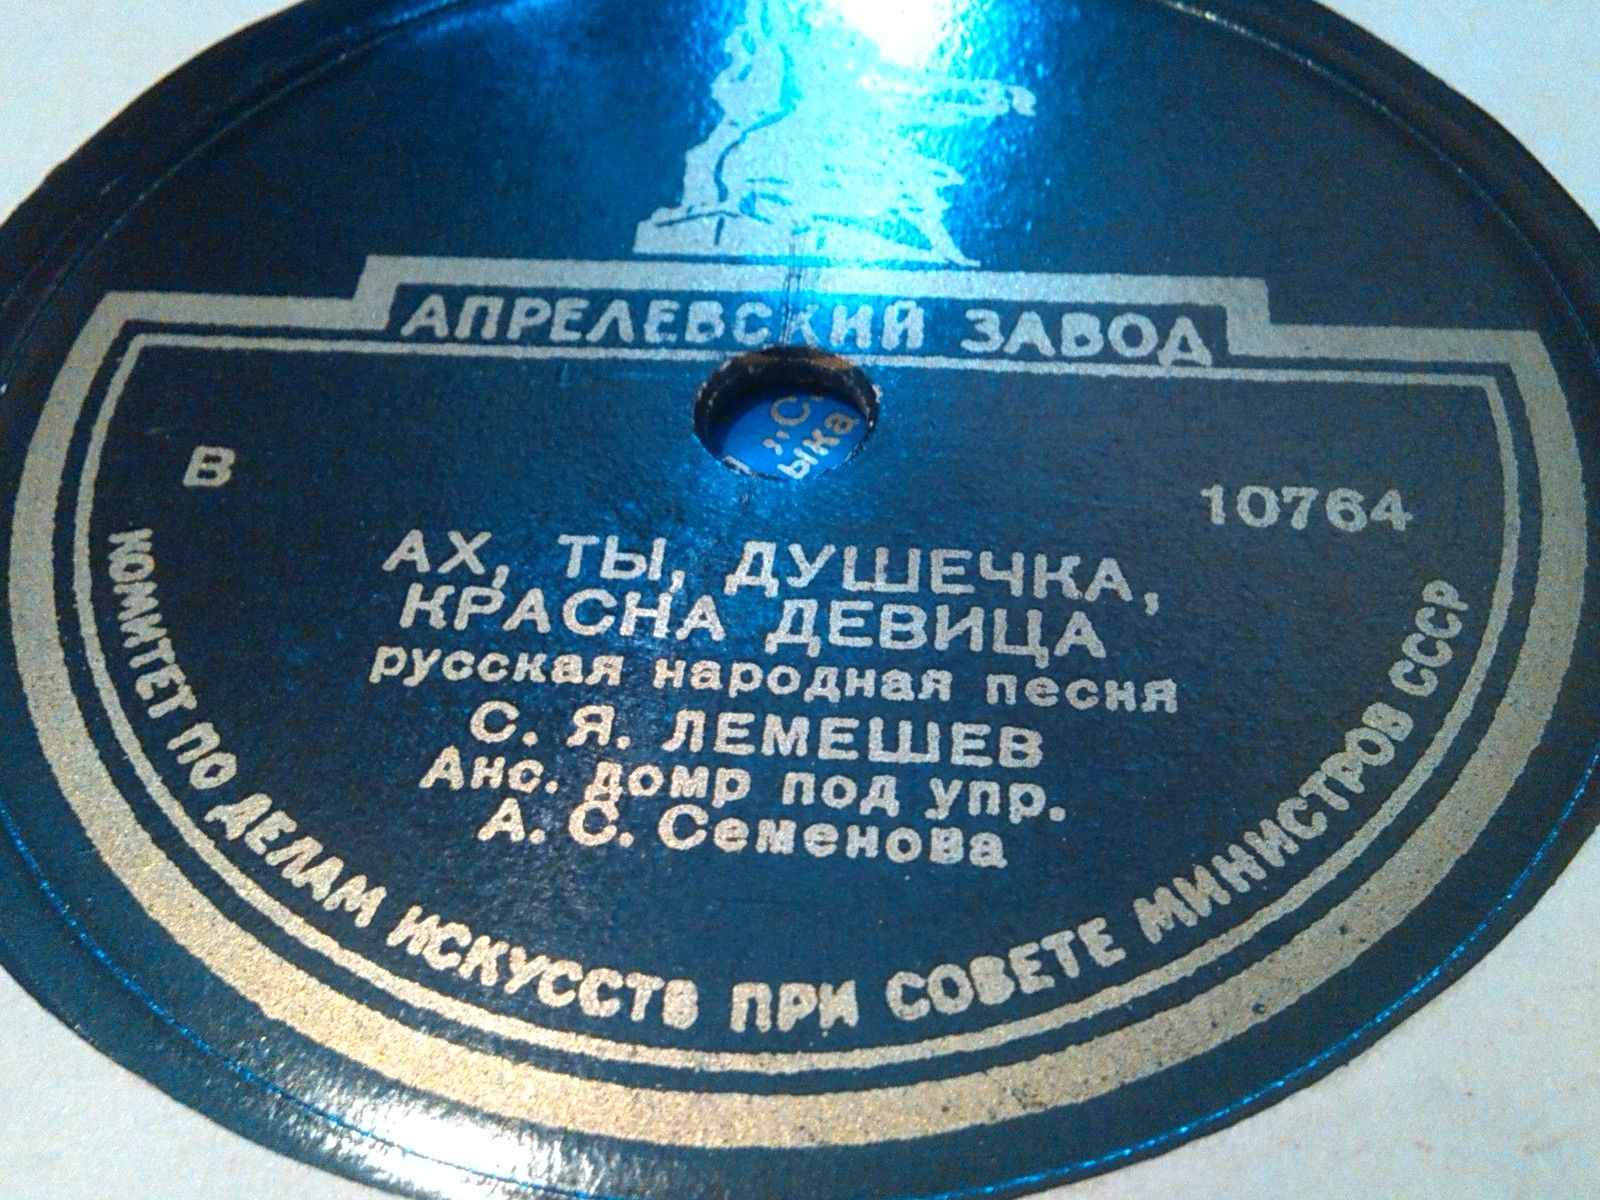 АПРЕЛЕВСКИЙ ЗАВОД
В
10764
АХ, ТЫ, ДУШЕЧКА,
КРАСНА ДЕВИЦА
русская народная песня
С. Я. ЛЕМЕШЕВ
Анс. домр под упр.
А. С. Семенова
КОМИТЕТ ПО ДЕЛАМ ИСКУССТВ ПРИ СОВЕТЕ МИНИСТРОВ СССР